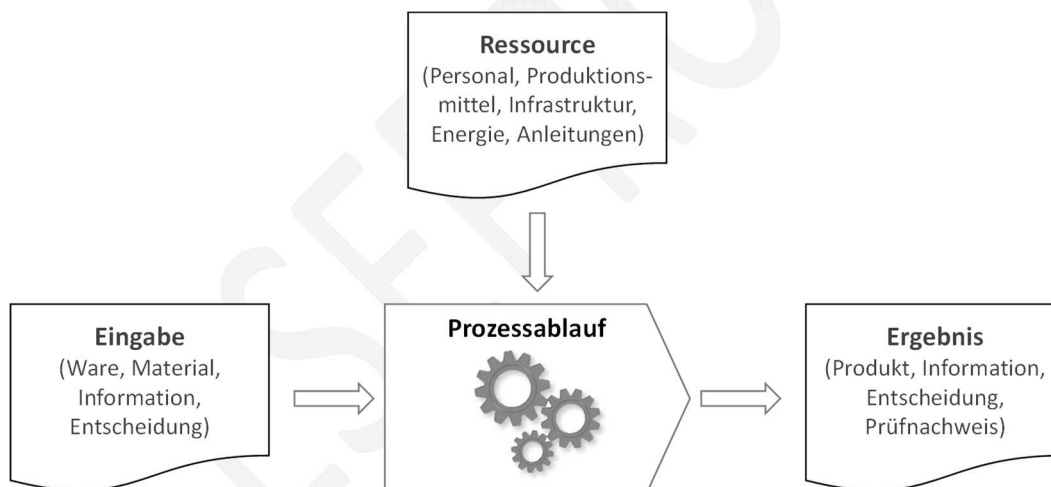 Ressource
(Personal, Produktions-
mittel, Infrastruktur,
Energie, Anleitungen)
Eingabe
(Ware, Material,
Information,
Entscheidung)
Prozessablauf
Ergebnis
(Produkt, Information,
Entscheidung,
Prüfnachweis)